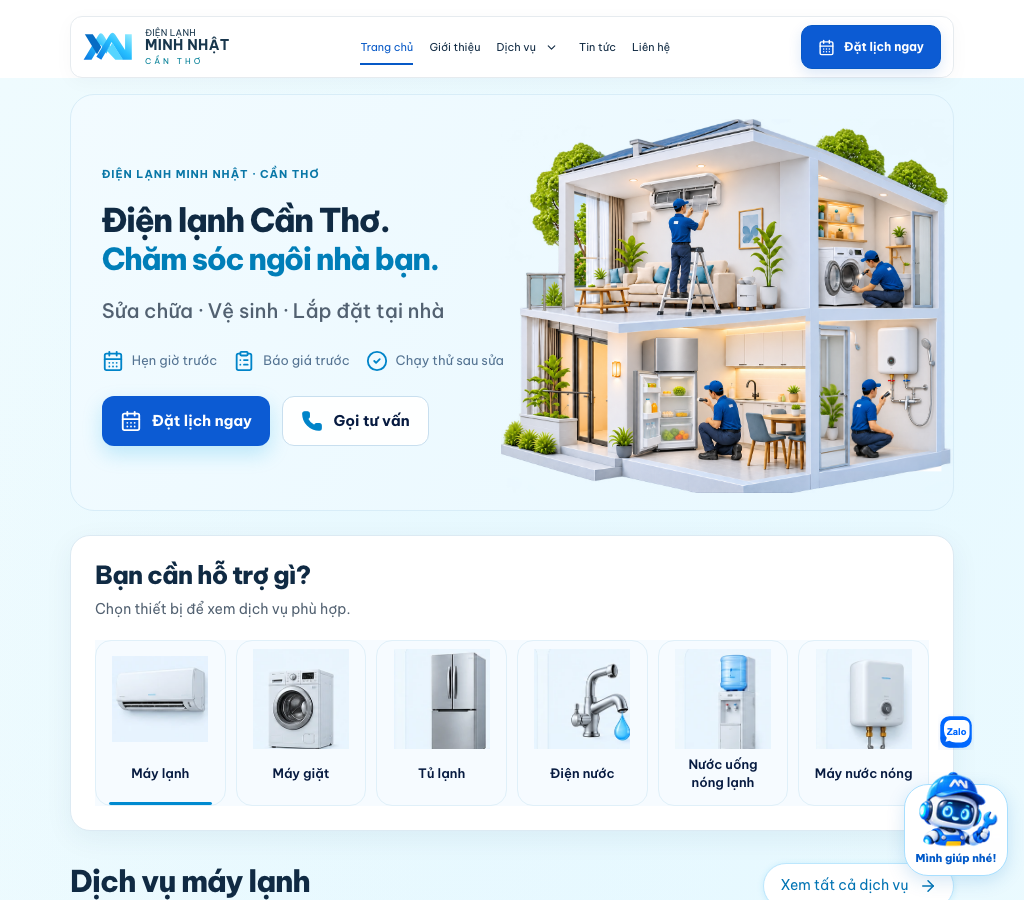 ĐIỆN LẠNH
MINH NHẬT
CẦN THƠ
Trang chủ
Giới thiệu
Dịch vụ
Tin tức
Liên hệ
Đặt lịch ngay
ĐIỆN LẠNH MINH NHẬT · CẦN THƠ
Điện lạnh Cần Thơ.
Chăm sóc ngôi nhà bạn.
Sửa chữa · Vệ sinh · Lắp đặt tại nhà
Hẹn giờ trước
Báo giá trước
Chạy thử sau sửa
Đặt lịch ngay
Gọi tư vấn
Bạn cần hỗ trợ gì?
Chọn thiết bị để xem dịch vụ phù hợp.
Máy lạnh
Máy giặt
Tủ lạnh
Điện nước
Nước uống
nóng lạnh
Máy nước nóng
Zalo
Mình giúp nhé!
Dịch vụ máy lạnh
Xem tất cả dịch vụ